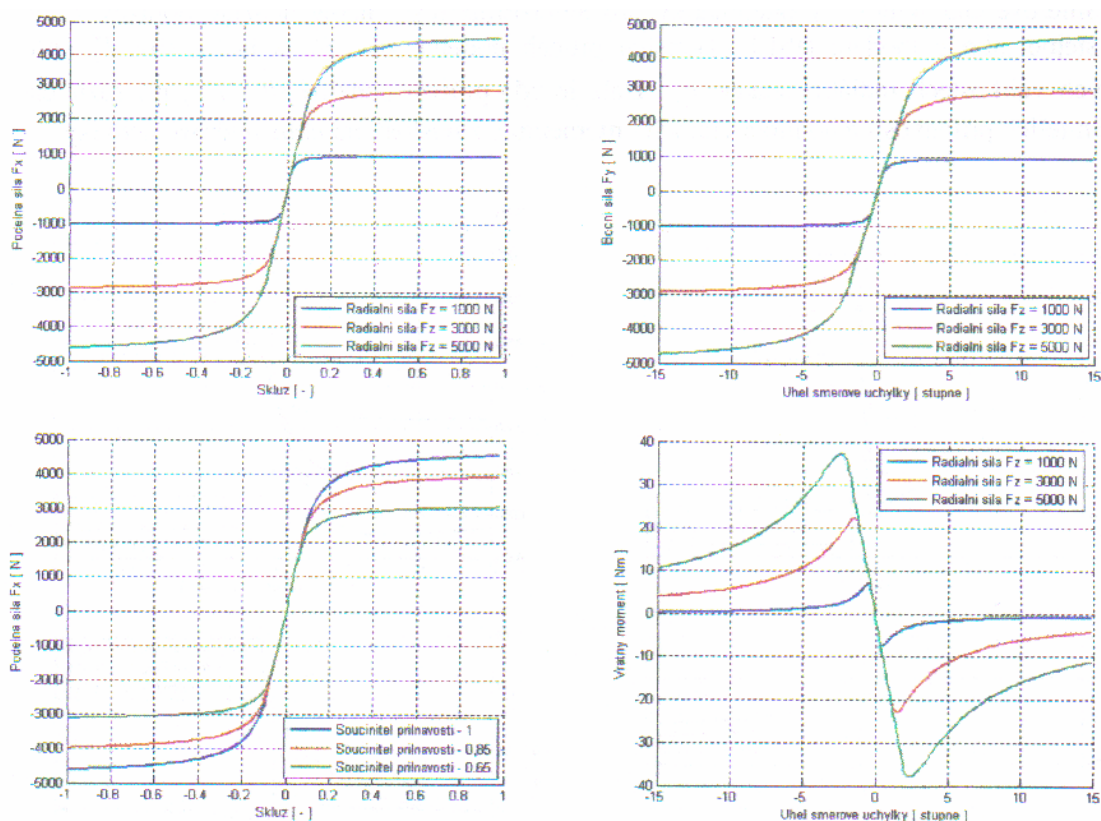 5000
4000
3000
2000
1000
0
-1000
-2000
-3000
-4000
-5000
Podelna sila Fx [ N ]
Radialni sila Fz = 1000 N
Radialni sila Fz = 3000 N
Radialni sila Fz = 5000 N
-1 -0.8 -0.6 -0.4 -0.2 0 0.2 0.4 0.6 0.8 1
Skluz [ - ]
5000
4000
3000
2000
1000
0
-1000
-2000
-3000
-4000
-5000
Bocni sila Fy [ N ]
Radialni sila Fz = 1000 N
Radialni sila Fz = 3000 N
Radialni sila Fz = 5000 N
-15 -10 -5 0 5 10 15
Uhel smerove uchylky [ stupne ]
5000
4000
3000
2000
1000
0
-1000
-2000
-3000
-4000
-5000
Podelna sila Fx [ N ]
Soucinitel prilnavosti - 1
Soucinitel prilnavosti - 0,85
Soucinitel prilnavosti - 0.65
-1 -0.8 -0.6 -0.4 -0.2 0 0.2 0.4 0.6 0.8 1
Skluz [ - ]
40
30
20
10
0
-10
-20
-30
-40
Vratny moment [ Nm ]
Radialni sila Fz = 1000 N
Radialni sila Fz = 3000 N
Radialni sila Fz = 5000 N
-15 -10 -5 0 5 10 15
Uhel smerove uchylky [ stupne ]